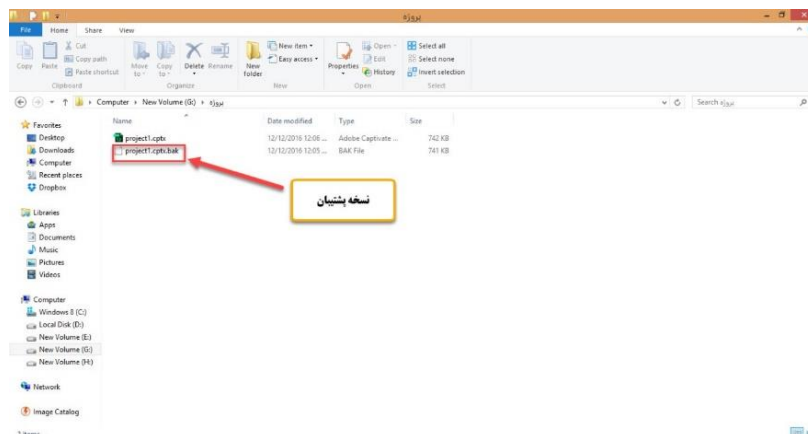 پروژه
File Home Share View
Copy
Paste
Cut
Copy path
Paste shortcut
Clipboard
Move to
Copy to
Delete
Rename
Organize
New folder
New item
Easy access
New
Properties
Open
Edit
History
Open
Select all
Select none
Invert selection
Select
Computer New Volume (G:) پروژه
Search پروژه
Name Date modified Type Size
project1.cptx 12/12/2016 12:06 ... Adobe Captivate ... 742 KB
project1.cptx.bak 12/12/2016 12:05 ... BAK File 741 KB
نسخه پشتیبان
Favorites
Desktop
Downloads
Computer
Recent places
Dropbox
Libraries
Apps
Documents
Music
Pictures
Videos
Computer
Windows 8 (C:)
Local Disk (D:)
New Volume (E:)
New Volume (G:)
New Volume (H:)
Network
Image Catalog